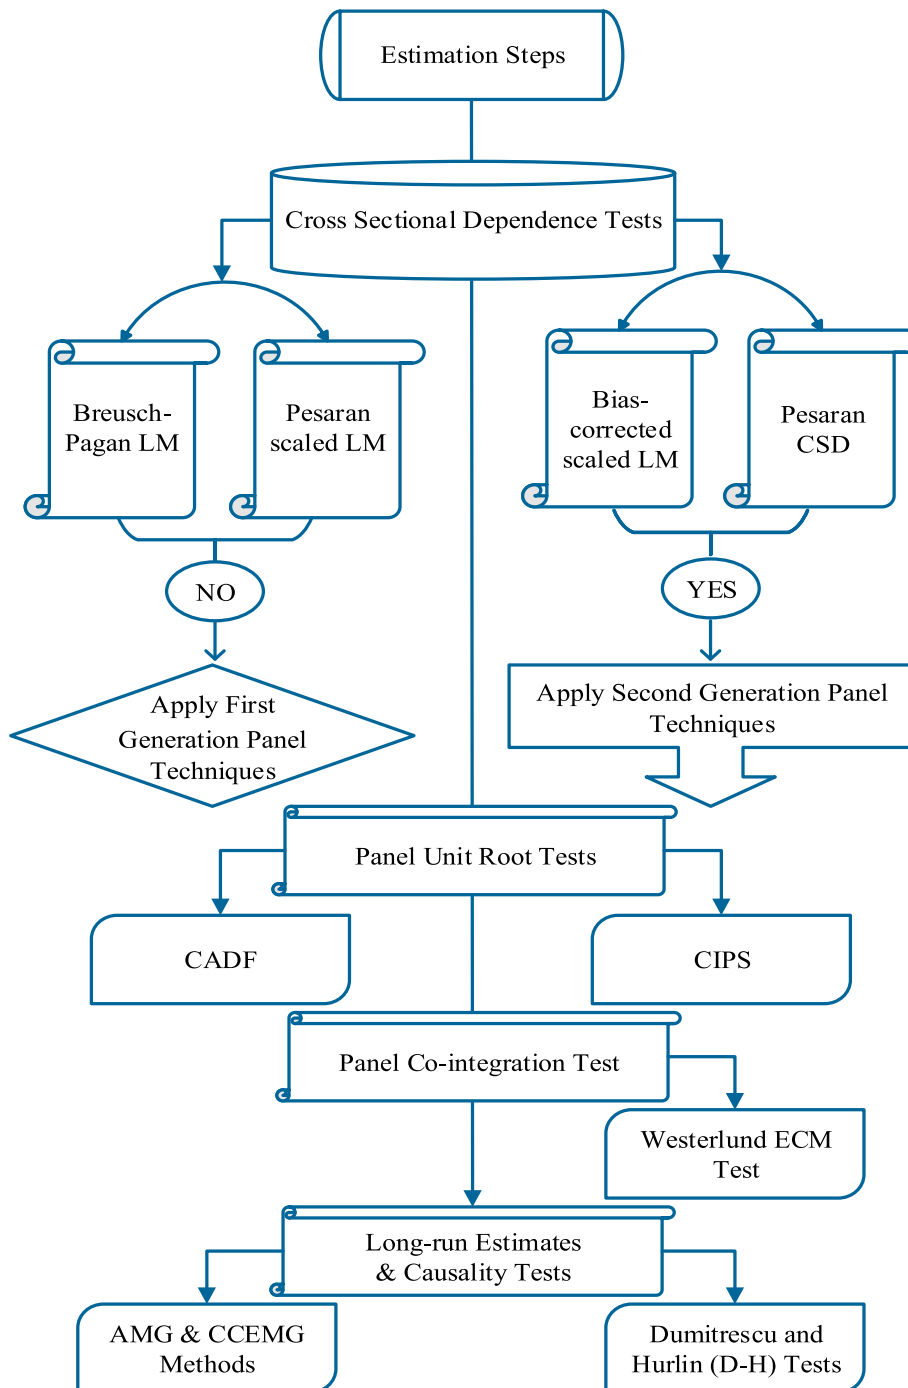 Estimation Steps
Cross Sectional Dependence Tests
Breusch-
Pagan LM
Pesaran
scaled LM
Bias-
corrected
scaled LM
Pesaran
CSD
NO
YES
Apply First
Generation Panel
Techniques
Apply Second Generation Panel
Techniques
Panel Unit Root Tests
CADF
CIPS
Panel Co-integration Test
Westerlund ECM
Test
Long-run Estimates
& Causality Tests
AMG & CCEMG
Methods
Dumitrescu and
Hurlin (D-H) Tests